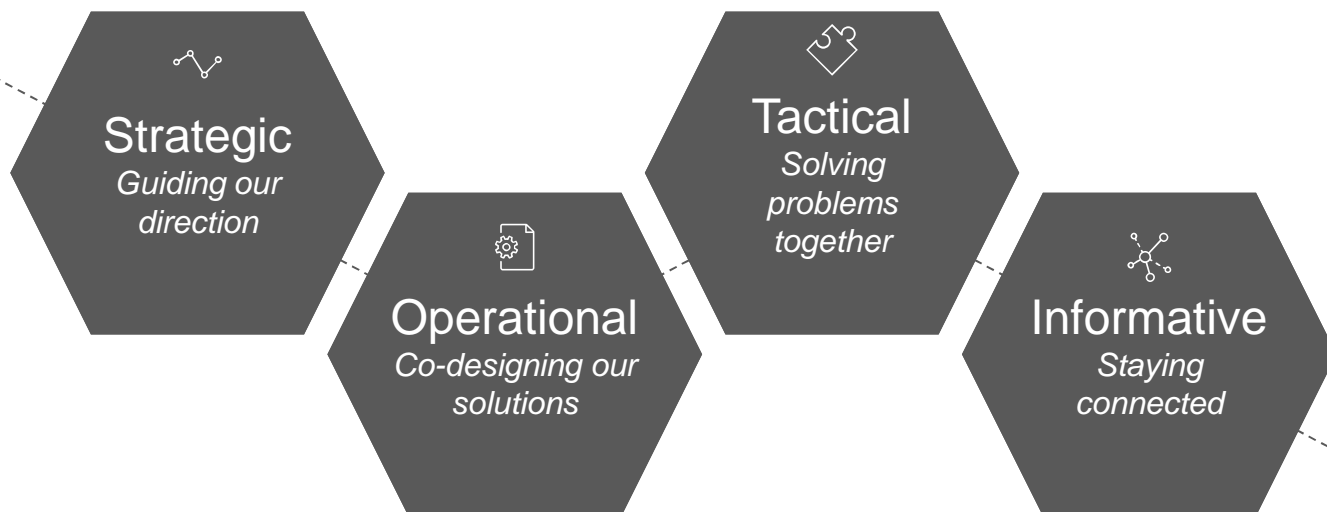 Strategic
Guiding our
direction
Operational
Co-designing our
solutions
Tactical
Solving
problems
together
Informative
Staying
connected